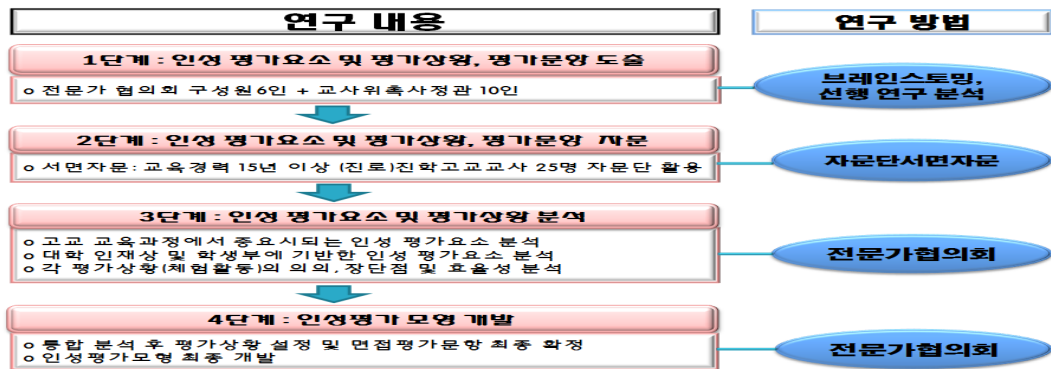 연구 내용
연구 방법
1단계 : 인성 평가요소 및 평가상황, 평가문항 도출
o 전문가 협의회 구성원 6인 + 교사위촉사정관 10인
브레인스토밍,
선행 연구 분석
2단계 : 인성 평가요소 및 평가상황, 평가문항 자문
o 서면자문: 교육경력 15년 이상 (진로)진학고교교사 25명 자문단 활용
자문단서면자문
3단계 : 인성 평가요소 및 평가상황 분석
o 고교 교육과정에서 중요시되는 인성 평가요소 분석
o 대학 인재상 및 학생부에 기반한 인성 평가요소 분석
o 각 평가상황(체험활동)의 의의, 장단점 및 효율성 분석
전문가협의회
4단계 : 인성평가 모형 개발
o 통합 분석 후 평가상황 설정 및 면접평가문항 최종 확정
o 인성평가모형 최종 개발
전문가협의회